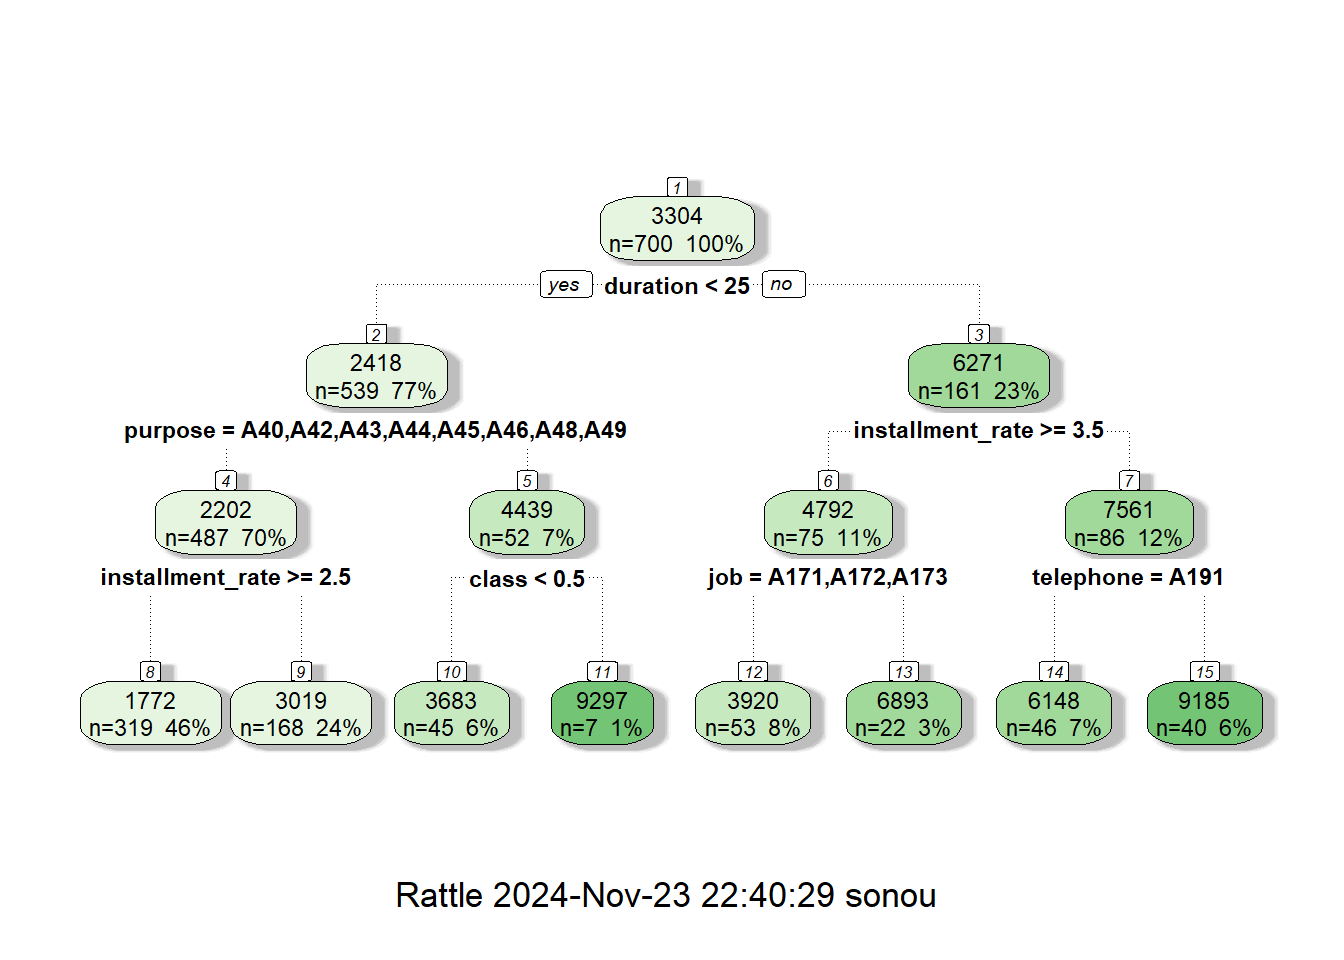 1
3304
n=700 100%
yes duration < 25 no
2 3
2418 6271
n=539 77% n=161 23%
purpose = A40,A42,A43,A44,A45,A46,A48,A49 installment_rate >= 3.5
4 5 6 7
2202 4439 4792 7561
n=487 70% n=52 7% n=75 11% n=86 12%
installment_rate >= 2.5 class < 0.5 job = A171,A172,A173 telephone = A191
8 9 10 11 12 13 14 15
1772 3019 3683 9297 3920 6893 6148 9185
n=319 46% n=168 24% n=45 6% n=7 1% n=53 8% n=22 3% n=46 7% n=40 6%
Rattle 2024-Nov-23 22:40:29 sonou